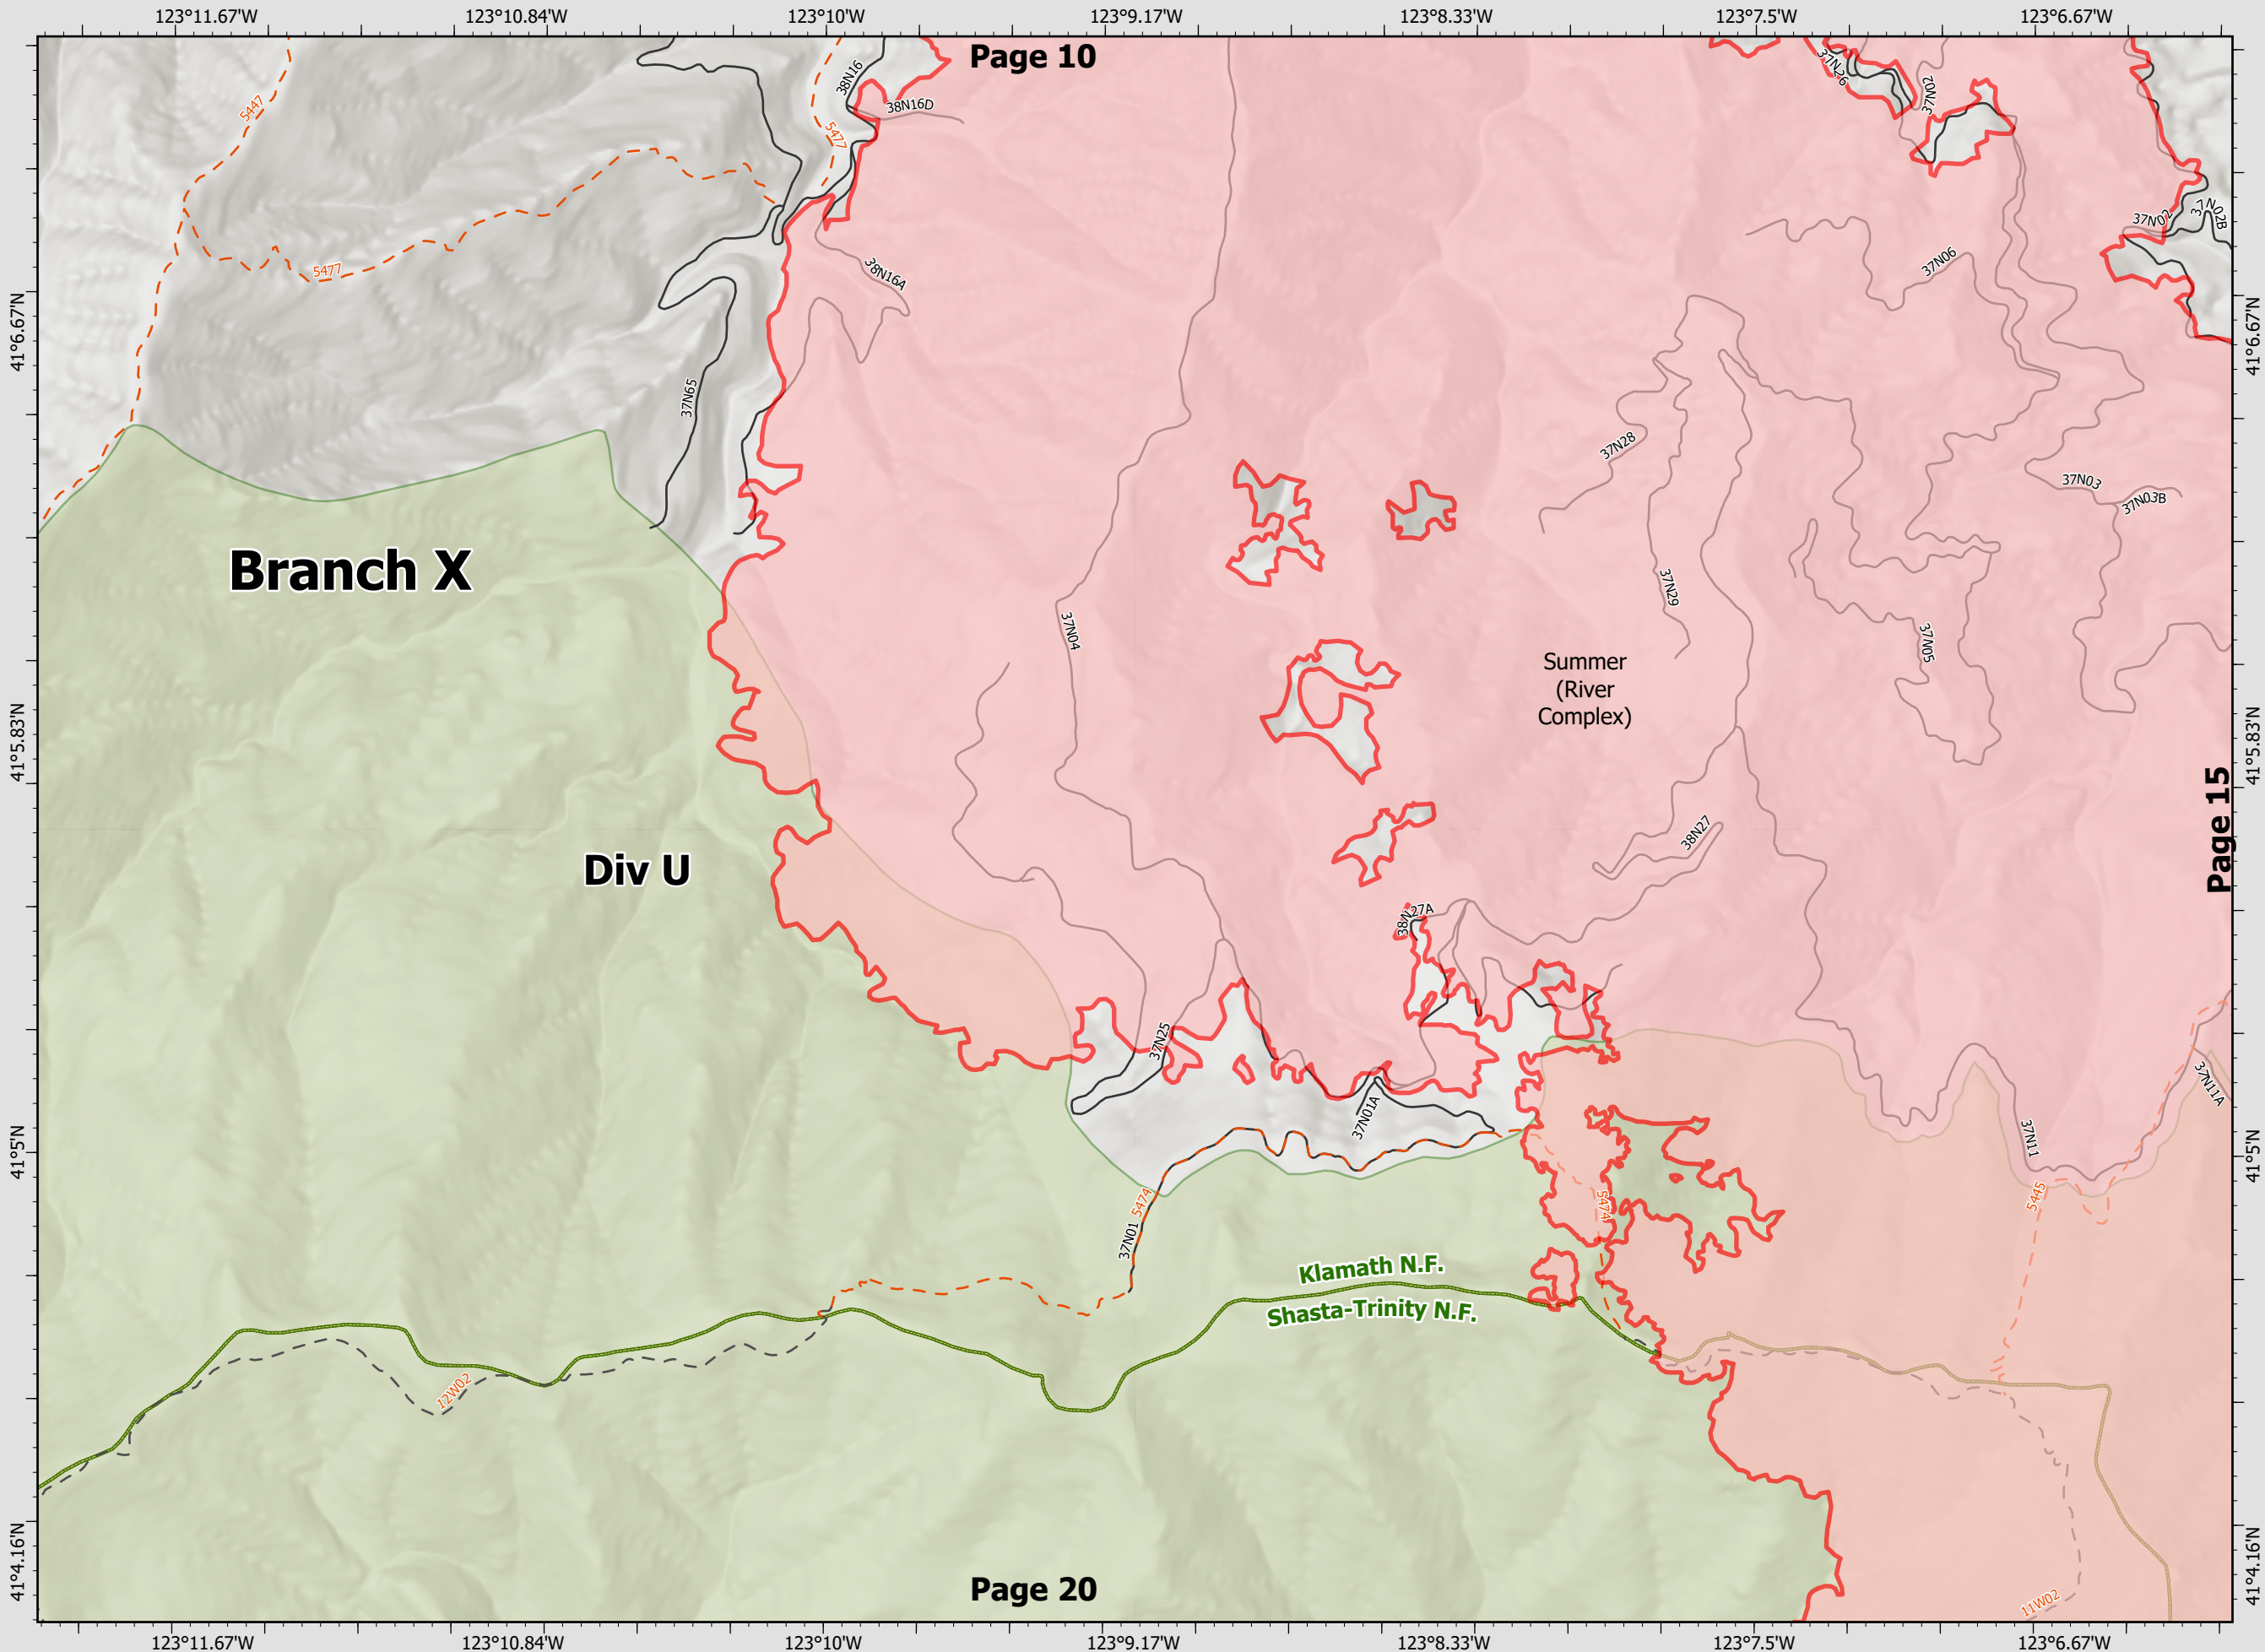 123°11.67'W
123°10.84'W
123°10'W
123°9.17'W
123°8.33'W
123°7.5'W
123°6.67'W
Page 10
5447
38N16
38N16D
5477
37N26
37N02
37N02
37N02B
5477
38N16A
37N06
41°6.67'N
41°6.67'N
37N65
37N28
37N03
37N03B
Branch X
37N29
37N04
37N05
Summer
(River
Complex)
41°5.83'N
41°5.83'N
Page 15
38N27
Div U
38N27A
37N25
37N11A
37N01A
37N11
41°5'N
41°5'N
5474
5474
5445
37N01
Klamath N.F.
Shasta-Trinity N.F.
12W02
41°4.16'N
41°4.16'N
Page 20
11W02
123°11.67'W
123°10.84'W
123°10'W
123°9.17'W
123°8.33'W
123°7.5'W
123°6.67'W